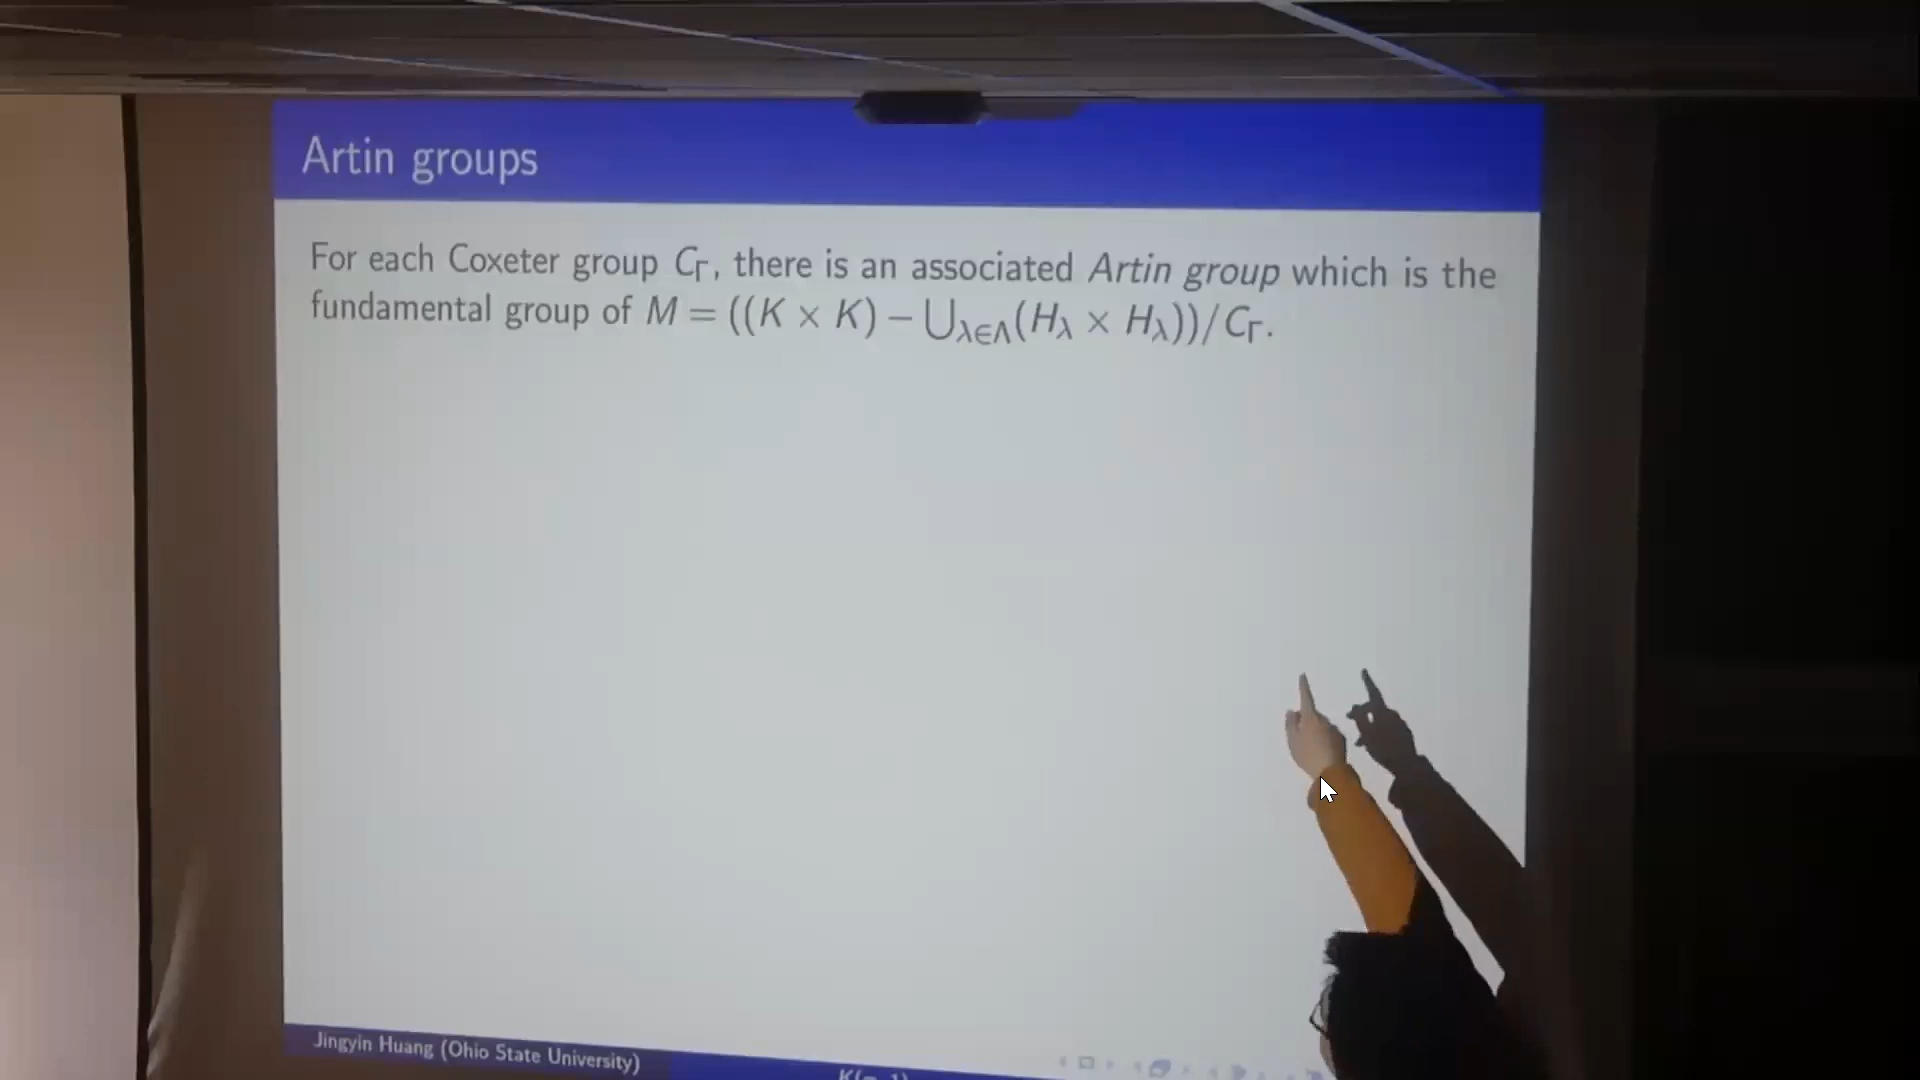 Artin groups
For each Coxeter group C_Γ, there is an associated Artin group which is the
fundamental group of M = ((K × K) − ⋃_{λ∈Λ}(H_λ × H_λ))/C_Γ.
Jingyin Huang (Ohio State University)